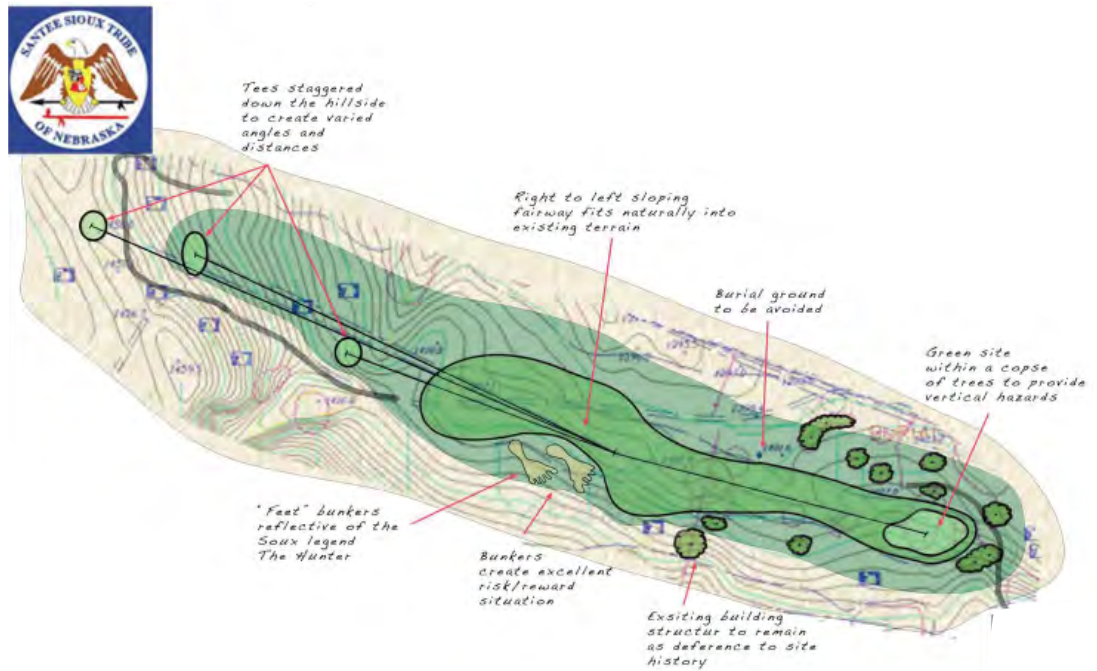 SANTEE SIOUX TRIBE
OF NEBRASKA
Tees staggered
down the hillside
to create varied
angles and
distances
Right to left sloping
fairway fits naturally into
existing terrain
Burial ground
to be avoided
Green site
within a copse
of trees to provide
vertical hazards
"Feet" bunkers
reflective of the
Soux legend
The Hunter
Bunkers
create excellent
risk/reward
situation
Exsiting building
structur to remain
as deference to site
history